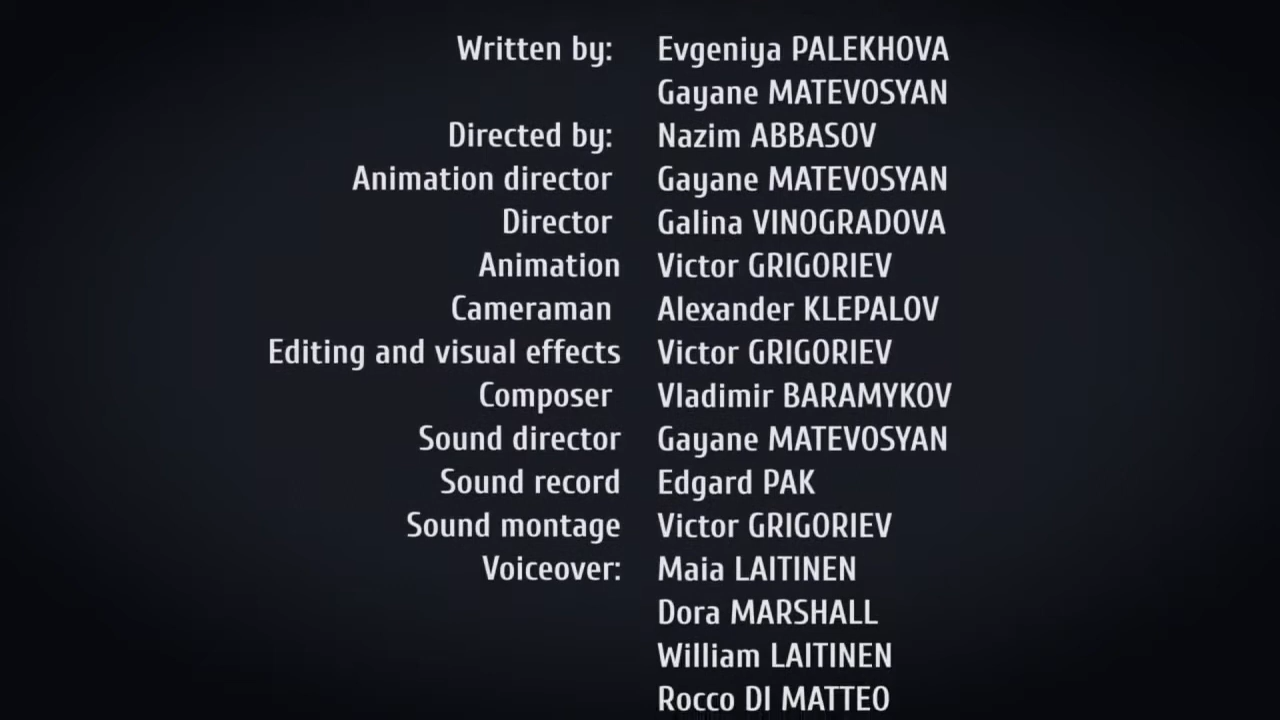 Written by: Evgeniya PALEKHOVA
Gayane MATEVOSYAN
Directed by: Nazim ABBASOV
Animation director Gayane MATEVOSYAN
Director Galina VINOGRADOVA
Animation Victor GRIGORIEV
Cameraman Alexander KLEPALOV
Editing and visual effects Victor GRIGORIEV
Composer Vladimir BARAMYKOV
Sound director Gayane MATEVOSYAN
Sound record Edgard PAK
Sound montage Victor GRIGORIEV
Voiceover: Maia LAITINEN
Dora MARSHALL
William LAITINEN
Rocco DI MATTEO